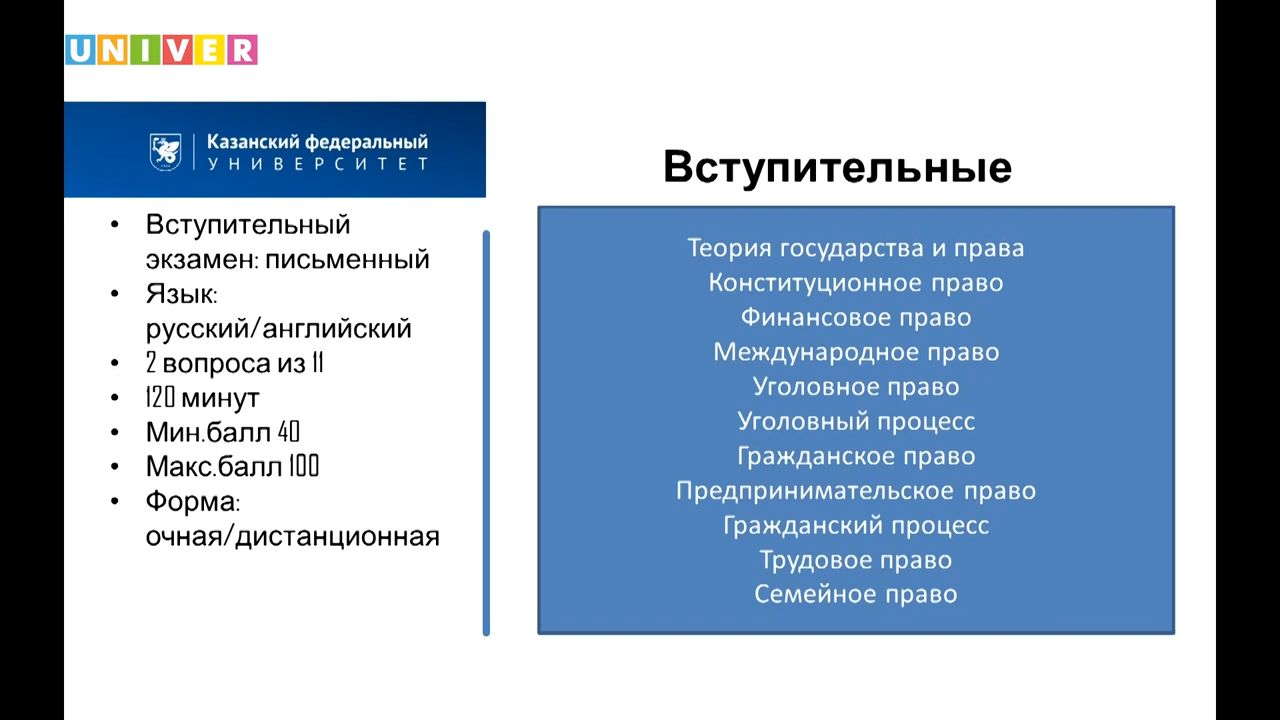 UNIVER
Казанский федеральный
УНИВЕРСИТЕТ
• Вступительный
экзамен: письменный
• Язык:
русский/английский
• 2 вопроса из 11
• 120 минут
• Мин.балл 40
• Макс.балл 100
• Форма:
очная/дистанционная
Вступительные
Теория государства и права
Конституционное право
Финансовое право
Международное право
Уголовное право
Уголовный процесс
Гражданское право
Предпринимательское право
Гражданский процесс
Трудовое право
Семейное право